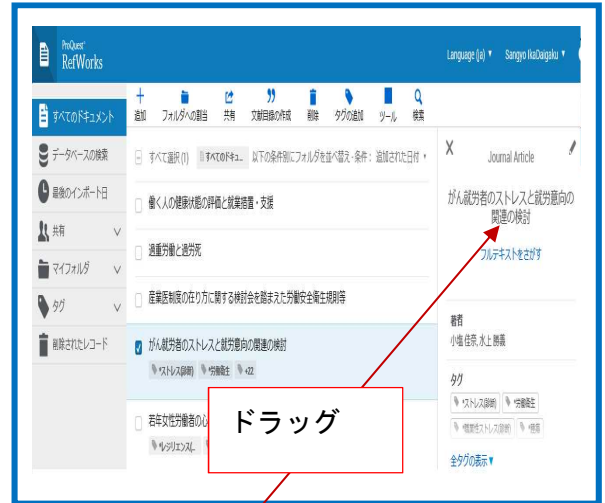 ProQuest®
RefWorks
Language (ja) ▼ Sangyo IkaDaigaku ▼
すべてのドキュメント
データベースの検索
最後のインポート日
共有
マイフォルダ
タグ
削除されたレコード
追加 フォルダへの割当 共有 文献目録の作成 削除 タグの追加 ツール 検索
すべて選択 (1) すべてのドキュ... 以下の条件別にフォルダを並べ替え - 条件: 追加された日付 ▼
働く人の健康状態の評価と就業措置・支援
過重労働と過労死
産業医制度の在り方に関する検討会を踏まえた労働安全衛生規則等
がん就労者のストレスと就労意向の関連の検討
*ストレス(診断) *労働衛生 +22
若年女性労働者の心
*レジリエンス(..
ドラッグ
Journal Article
がん就労者のストレスと就労意向の
関連の検討
フルテキストをさがす
著者
小塩 佳奈, 水上 勝義
タグ
*ストレス(診断) *労働衛生
*職業性ストレス(診断)
全タグの表示▼